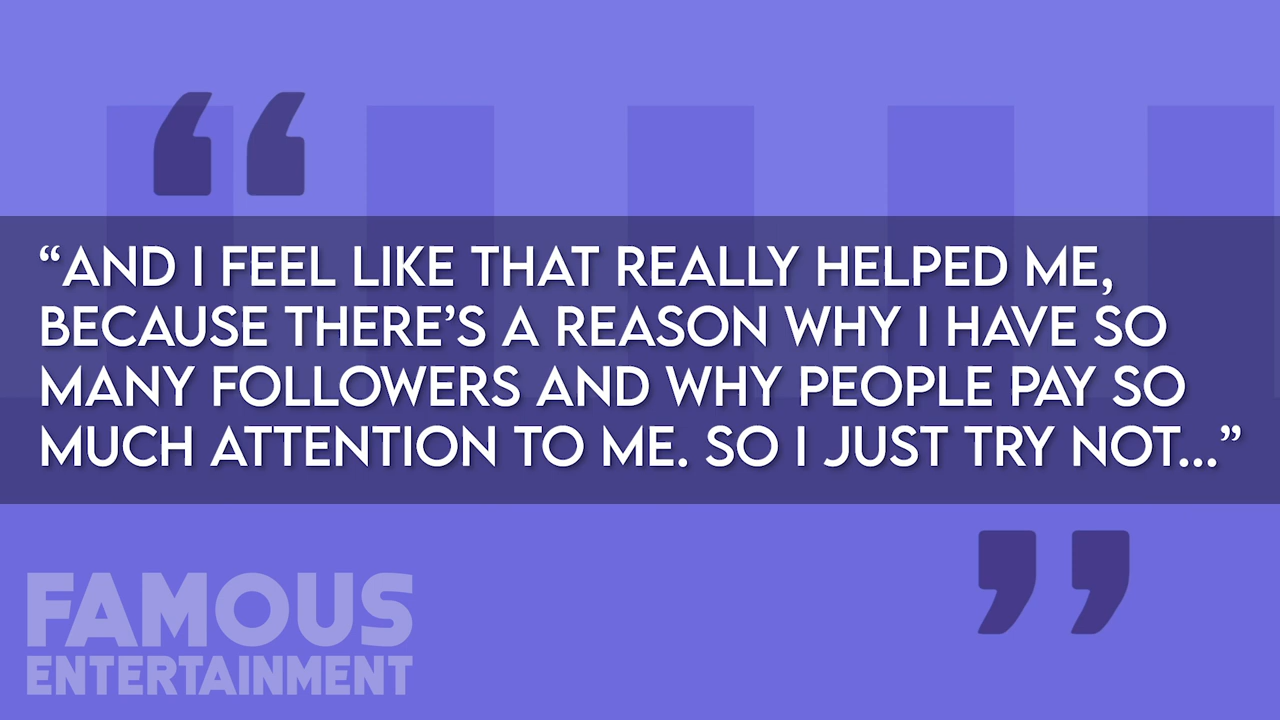 “AND I FEEL LIKE THAT REALLY HELPED ME,
BECAUSE THERE’S A REASON WHY I HAVE SO
MANY FOLLOWERS AND WHY PEOPLE PAY SO
MUCH ATTENTION TO ME. SO I JUST TRY NOT...”
FAMOUS
ENTERTAINMENT